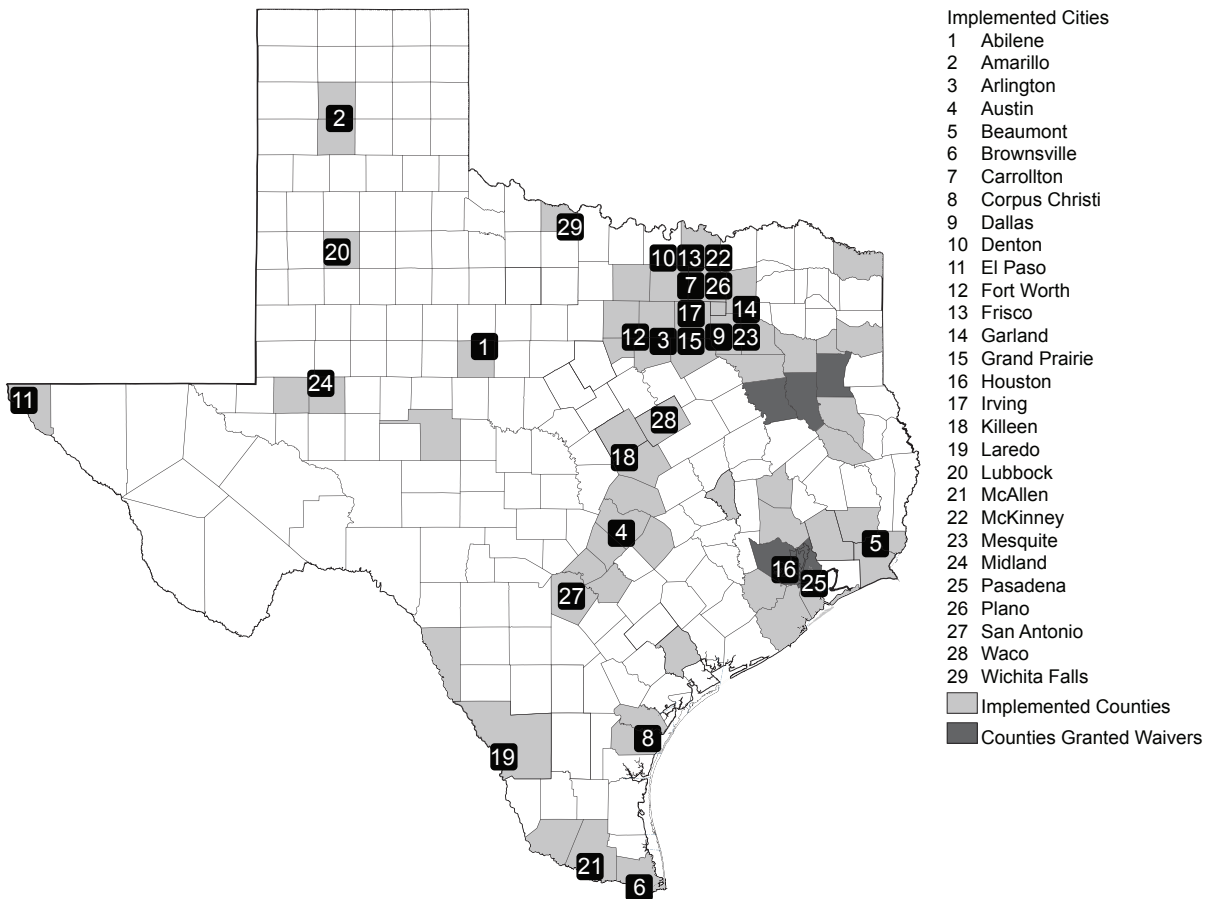 Implemented Cities
1 Abilene
2 Amarillo
3 Arlington
4 Austin
5 Beaumont
6 Brownsville
7 Carrollton
8 Corpus Christi
9 Dallas
10 Denton
11 El Paso
12 Fort Worth
13 Frisco
14 Garland
15 Grand Prairie
16 Houston
17 Irving
18 Killeen
19 Laredo
20 Lubbock
21 McAllen
22 McKinney
23 Mesquite
24 Midland
25 Pasadena
26 Plano
27 San Antonio
28 Waco
29 Wichita Falls
Implemented Counties
Counties Granted Waivers
2
29
20
10 13 22
7 26
17 14
12 3 15 9 23
1
24
11
28
18
4
5
16
25
27
8
19
21
6